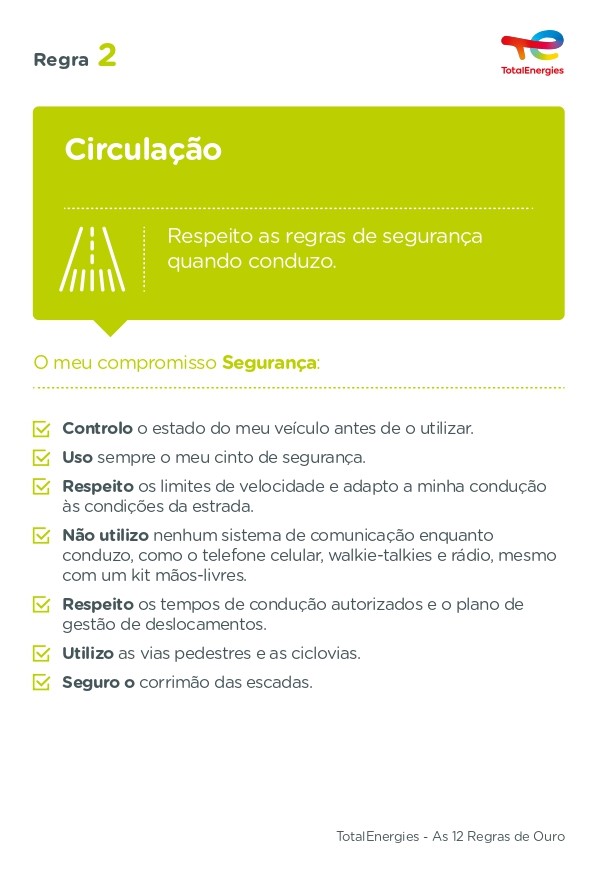 Regra 2
TotalEnergies
Circulação
Respeito as regras de segurança
quando conduzo.
O meu compromisso Segurança:
Controlo o estado do meu veículo antes de o utilizar.
Uso sempre o meu cinto de segurança.
Respeito os limites de velocidade e adapto a minha condução
às condições da estrada.
Não utilizo nenhum sistema de comunicação enquanto
conduzo, como o telefone celular, walkie-talkies e rádio, mesmo
com um kit mãos-livres.
Respeito os tempos de condução autorizados e o plano de
gestão de deslocamentos.
Utilizo as vias pedestres e as ciclovias.
Seguro o corrimão das escadas.
TotalEnergies - As 12 Regras de Ouro